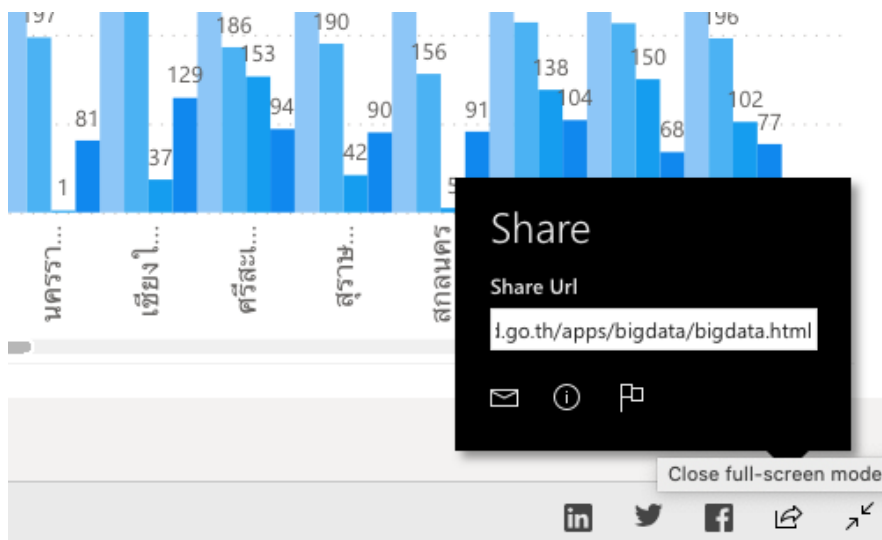 197
186
190
196
153
156
150
138
129
104
102
94
90
91
81
77
68
37
42
1
นครรา...
เชียงใ...
ศรีสะเ...
สุราษ...
สกลนคร
Share
Share Url
d.go.th/apps/bigdata/bigdata.html
Close full-screen mode